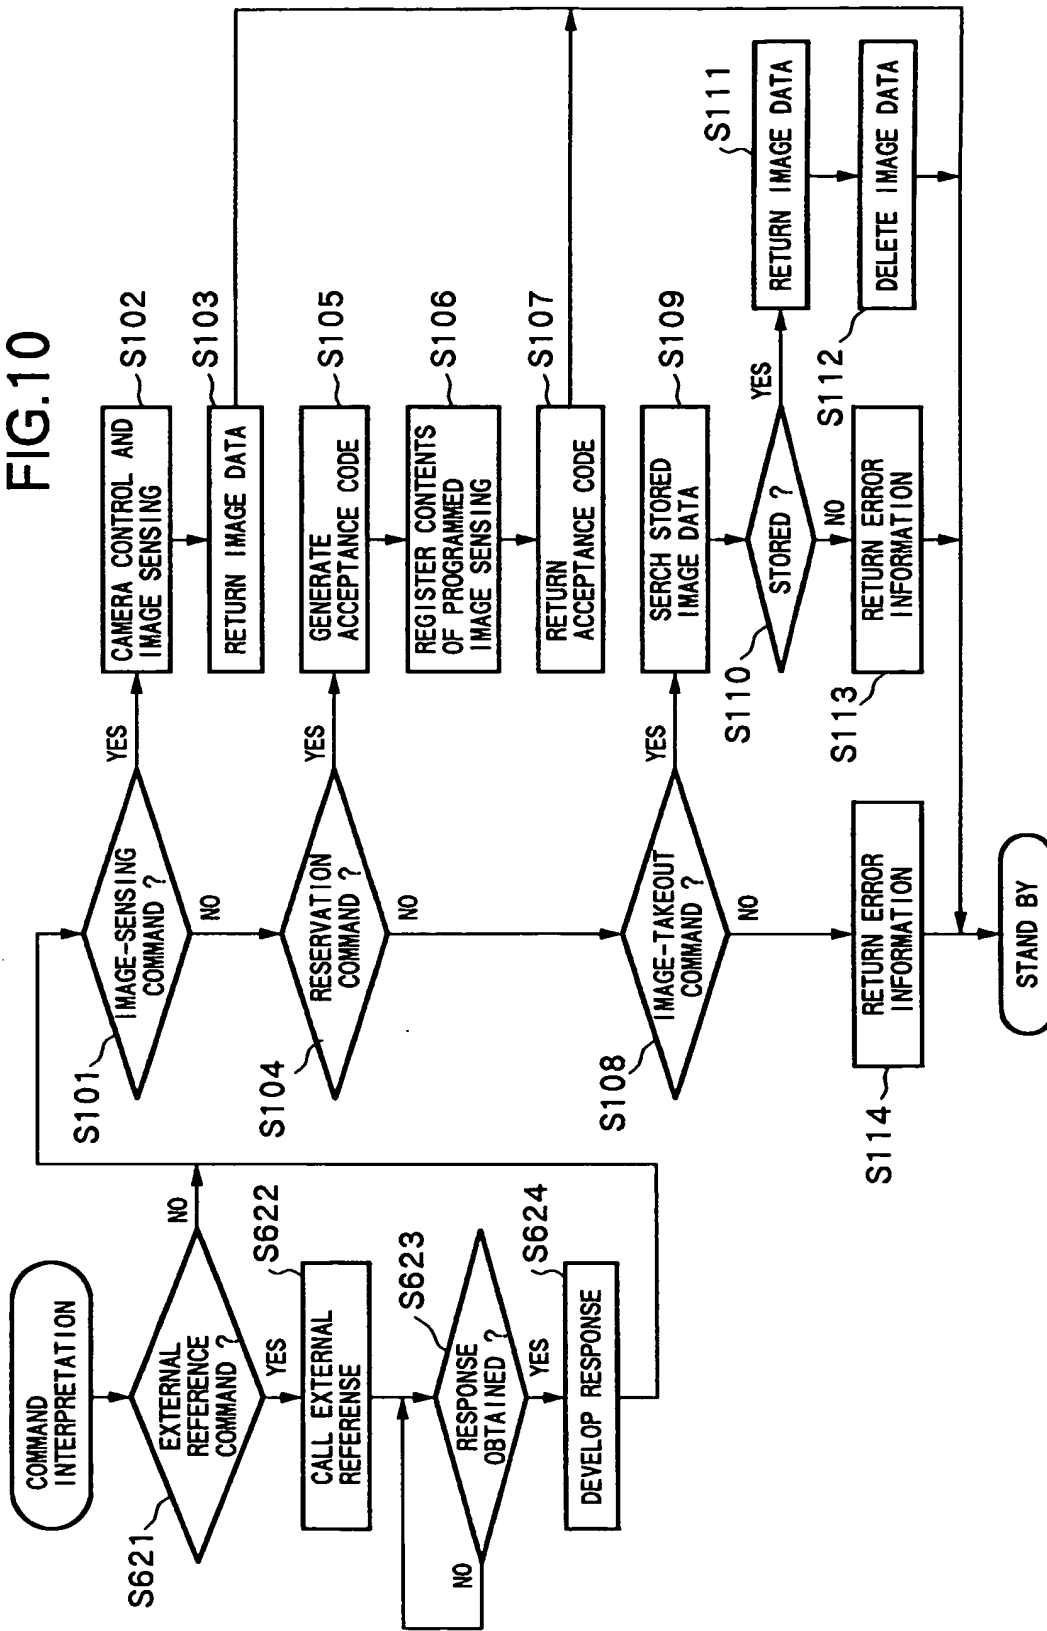 FIG.10
COMMAND
INTERPRETATION
S621
EXTERNAL
REFERENCE
COMMAND ?
NO
YES
S622
CALL EXTERNAL
REFERENSE
S623
RESPONSE
OBTAINED ?
NO
YES
S624
DEVELOP RESPONSE
S101
IMAGE-SENSING
COMMAND ?
YES
NO
S102
CAMERA CONTROL AND
IMAGE SENSING
S103
RETURN IMAGE DATA
S104
RESERVATION
COMMAND ?
YES
NO
S105
GENERATE
ACCEPTANCE CODE
S106
REGISTER CONTENTS
OF PROGRAMMED
IMAGE SENSING
S107
RETURN
ACCEPTANCE CODE
S108
IMAGE-TAKEOUT
COMMAND ?
YES
NO
S109
SERCH STORED
IMAGE DATA
S110
STORED ?
YES
NO
S111
RETURN IMAGE DATA
S112
DELETE IMAGE DATA
S113
RETURN ERROR
INFORMATION
S114
RETURN ERROR
INFORMATION
STAND BY